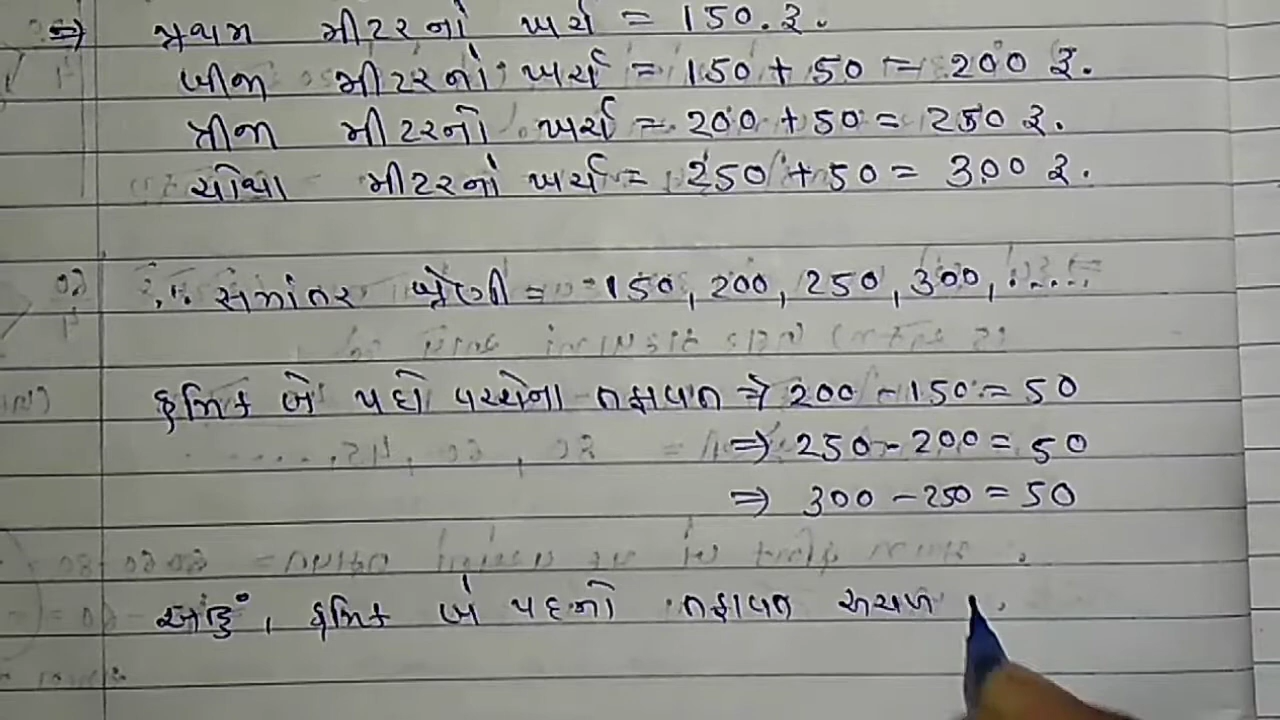 ⇒ પ્રથમ મીટરનો ખર્ચ = 150.રૂ.
બીજા મીટરનો ખર્ચ = 150 + 50 = 200 રૂ.
ત્રીજા મીટરનો ખર્ચ = 200 + 50 = 250 રૂ.
ચોથા મીટરનો ખર્ચ = 250 + 50 = 300 રૂ.
∴ સમાંતર શ્રેણી = 150, 200, 250, 300, .....
ક્રમિક બે પદો વચ્ચેના તફાવત ⇒ 200 - 150 = 50
⇒ 250 - 200 = 50
⇒ 300 - 250 = 50
અહીં, ક્રમિક બે પદનો તફાવત અચળ